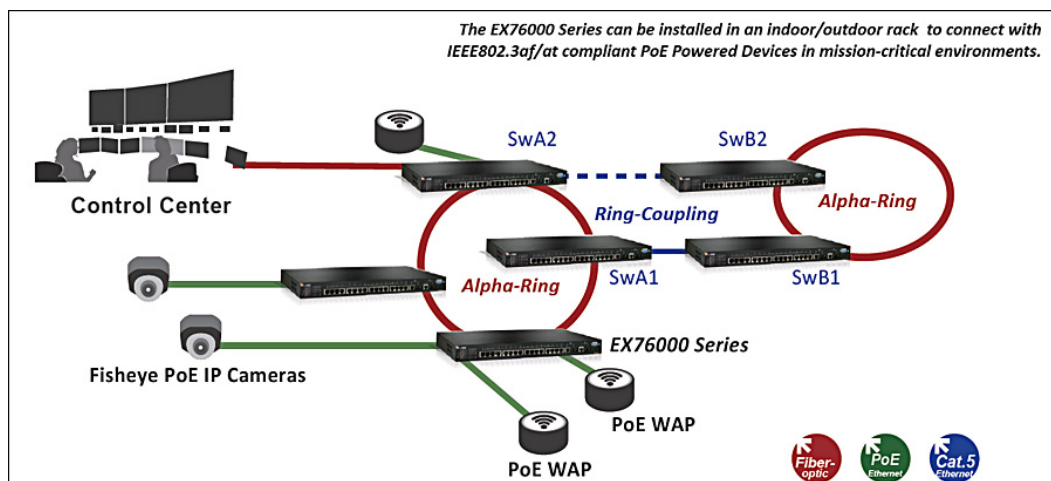 The EX76000 Series can be installed in an indoor/outdoor rack to connect with
IEEE802.3af/at compliant PoE Powered Devices in mission-critical environments.
SwA2
SwB2
Control Center
Ring-Coupling
Alpha-Ring
Alpha-Ring
SwA1
SwB1
EX76000 Series
Fisheye PoE IP Cameras
PoE WAP
PoE WAP
Fiber-
optic
PoE
Ethernet
Cat.5
Ethernet